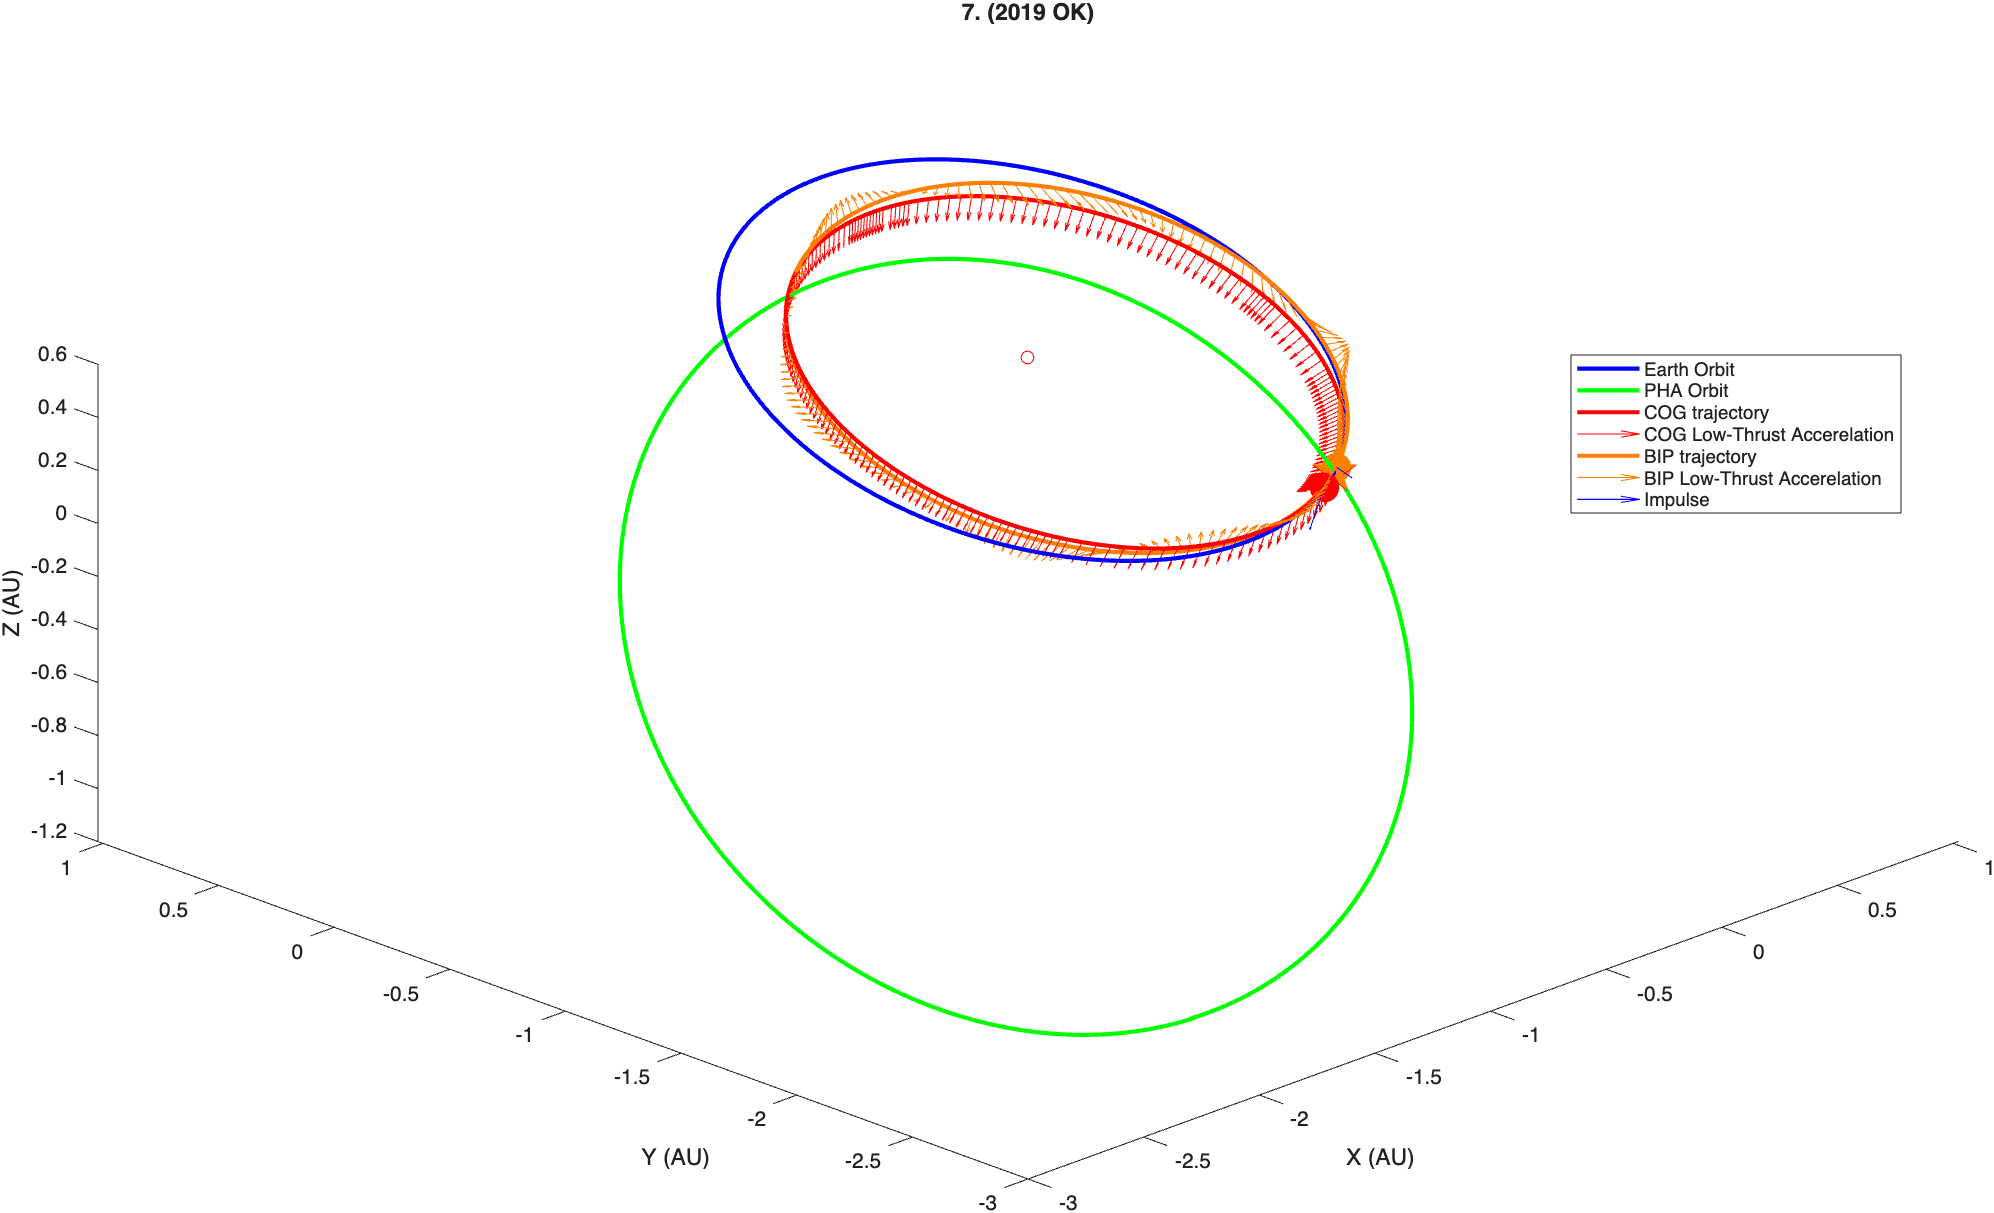 7. (2019 OK)
Earth Orbit
PHA Orbit
COG trajectory
COG Low-Thrust Accerelation
BIP trajectory
BIP Low-Thrust Accerelation
Impulse
Z (AU)
0.6
0.4
0.2
0
-0.2
-0.4
-0.6
-0.8
-1
-1.2
1
0.5
0
-0.5
-1
-1.5
-2
-2.5
-3
Y (AU)
-3
-2.5
-2
-1.5
-1
-0.5
0
0.5
1
X (AU)